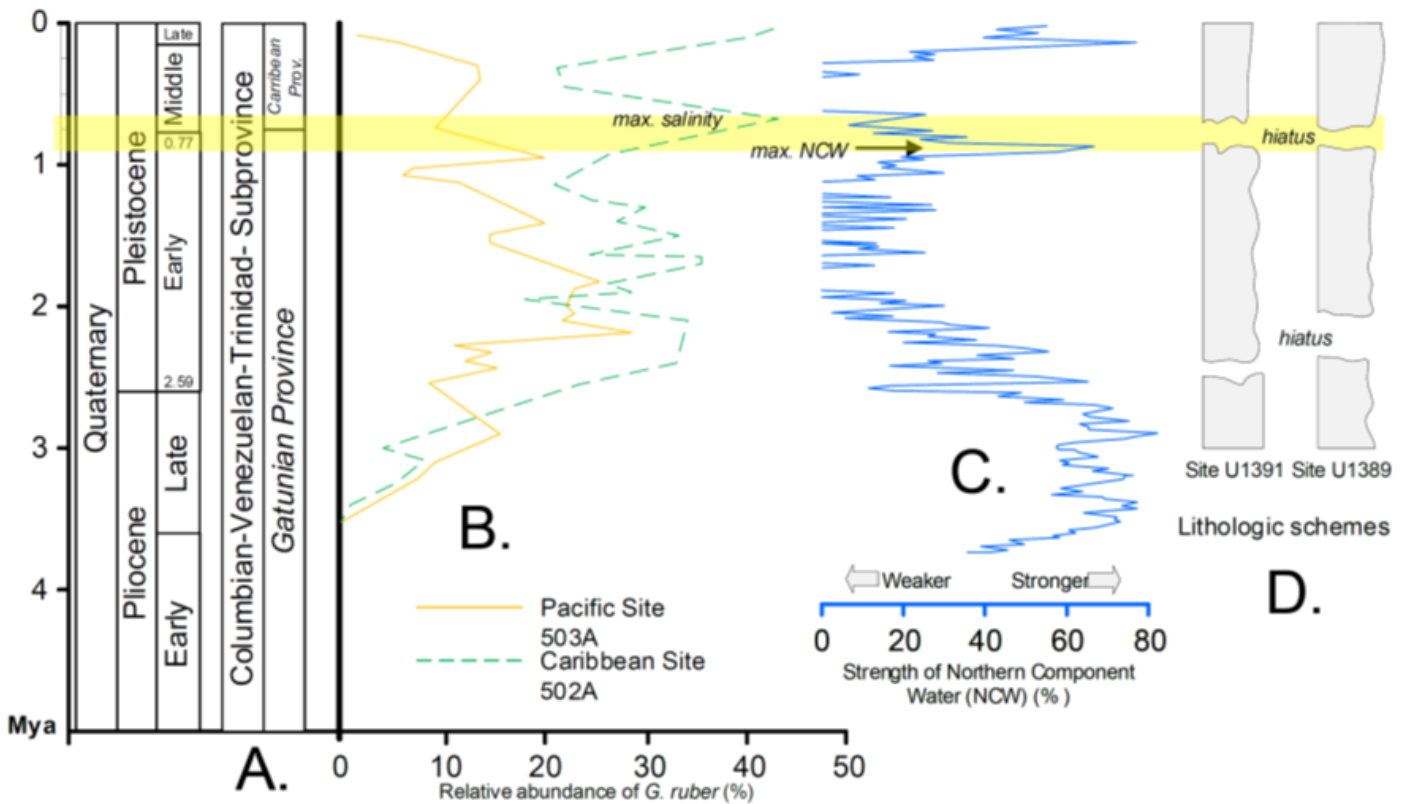 0
1
2
3
4
Mya
Quaternary
Pleistocene
Pliocene
Late
Middle
0.77
Early
2.59
Late
Early
Columbian-Venezuelan-Trinidad- Subprovince
Carribean
Prov.
Gatunian Province
A.
max. salinity
B.
Pacific Site
503A
Caribbean Site
502A
0 10 20 30 40 50
Relative abundance of G. ruber (%)
max. NCW
C.
Weaker Stronger
0 20 40 60 80
Strength of Northern Component
Water (NCW) (% )
hiatus
hiatus
Site U1391 Site U1389
Lithologic schemes
D.